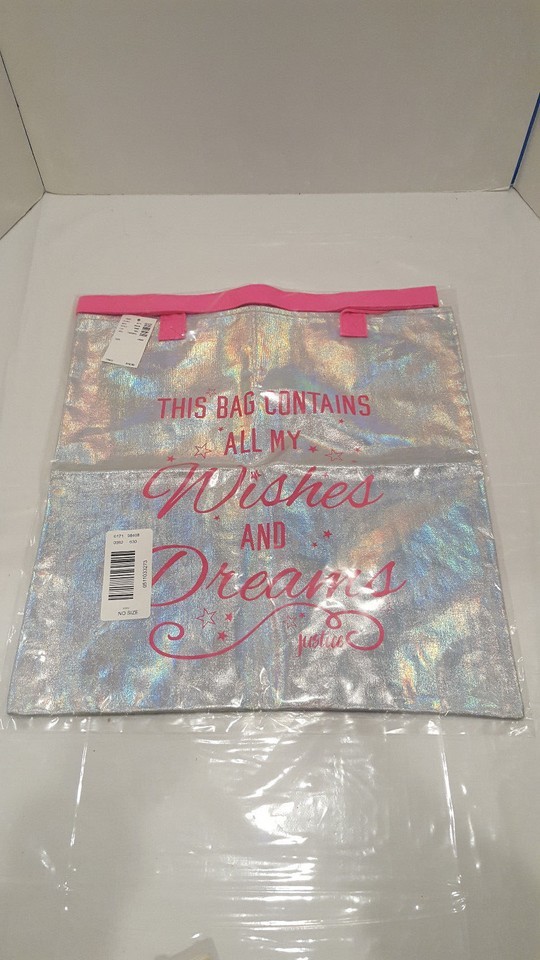 THIS BAG CONTAINS
ALL MY
Wishes
AND
Dreams
justice
NO SIZE